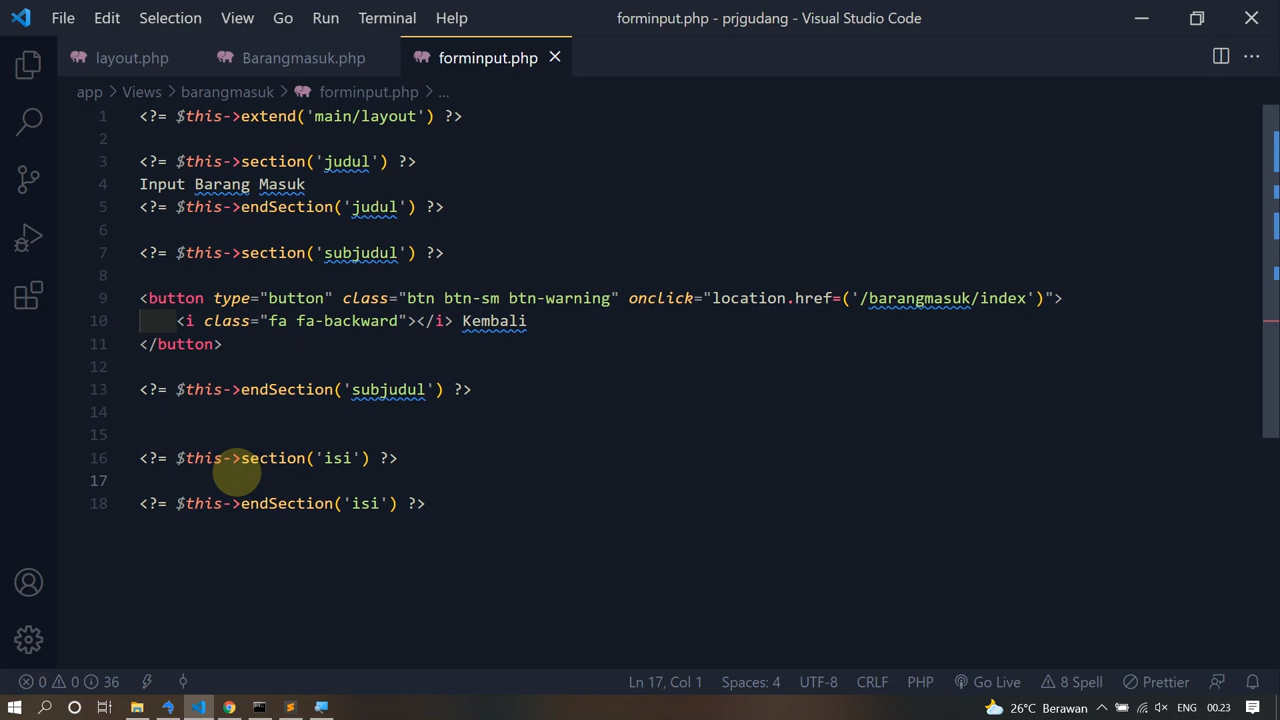 File Edit Selection View Go Run Terminal Help forminput.php - prjgudang - Visual Studio Code
layout.php Barangmasuk.php forminput.php
app > Views > barangmasuk > forminput.php > ...
1 <?= $this->extend('main/layout') ?>
2
3 <?= $this->section('judul') ?>
4 Input Barang Masuk
5 <?= $this->endSection('judul') ?>
6
7 <?= $this->section('subjudul') ?>
8
9 <button type="button" class="btn btn-sm btn-warning" onclick="location.href=('/barangmasuk/index')">
10 <i class="fa fa-backward"></i> Kembali
11 </button>
12
13 <?= $this->endSection('subjudul') ?>
14
15
16 <?= $this->section('isi') ?>
17
18 <?= $this->endSection('isi') ?>
0 0 36 Ln 17, Col 1 Spaces: 4 UTF-8 CRLF PHP Go Live 8 Spell Prettier
26°C Berawan ENG 00.23